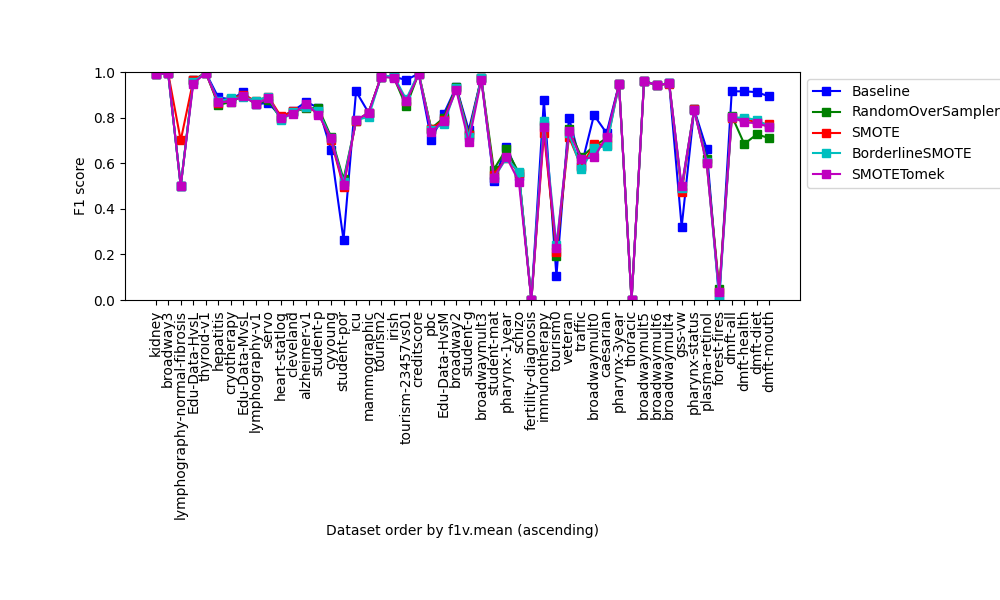 1.0
0.8
0.6
0.4
0.2
0.0
F1 score
Baseline
RandomOverSampler
SMOTE
BorderlineSMOTE
SMOTETomek
kidney
broadway3
lymphography-normal-fibrosis
Edu-Data-HvsL
thyroid-v1
hepatitis
cryotherapy
Edu-Data-MvsL
lymphography-v1
servo
heart-statlog
cleveland
alzheimer-v1
student-p
cyyoung
student-por
icu
mammographic
tourism2
irish
tourism-23457vs01
creditscore
pbc
Edu-Data-HvsM
broadway2
student-g
broadwaymult3
student-mat
pharynx-1year
schizo
fertility-diagnosis
immunotherapy
tourism0
veteran
traffic
broadwaymult0
caesarian
pharynx-3year
thoracic
broadwaymult5
broadwaymult6
broadwaymult4
gss-vw
pharynx-status
plasma-retinol
forest-fires
dmft-all
dmft-health
dmft-diet
dmft-mouth
Dataset order by f1v.mean (ascending)